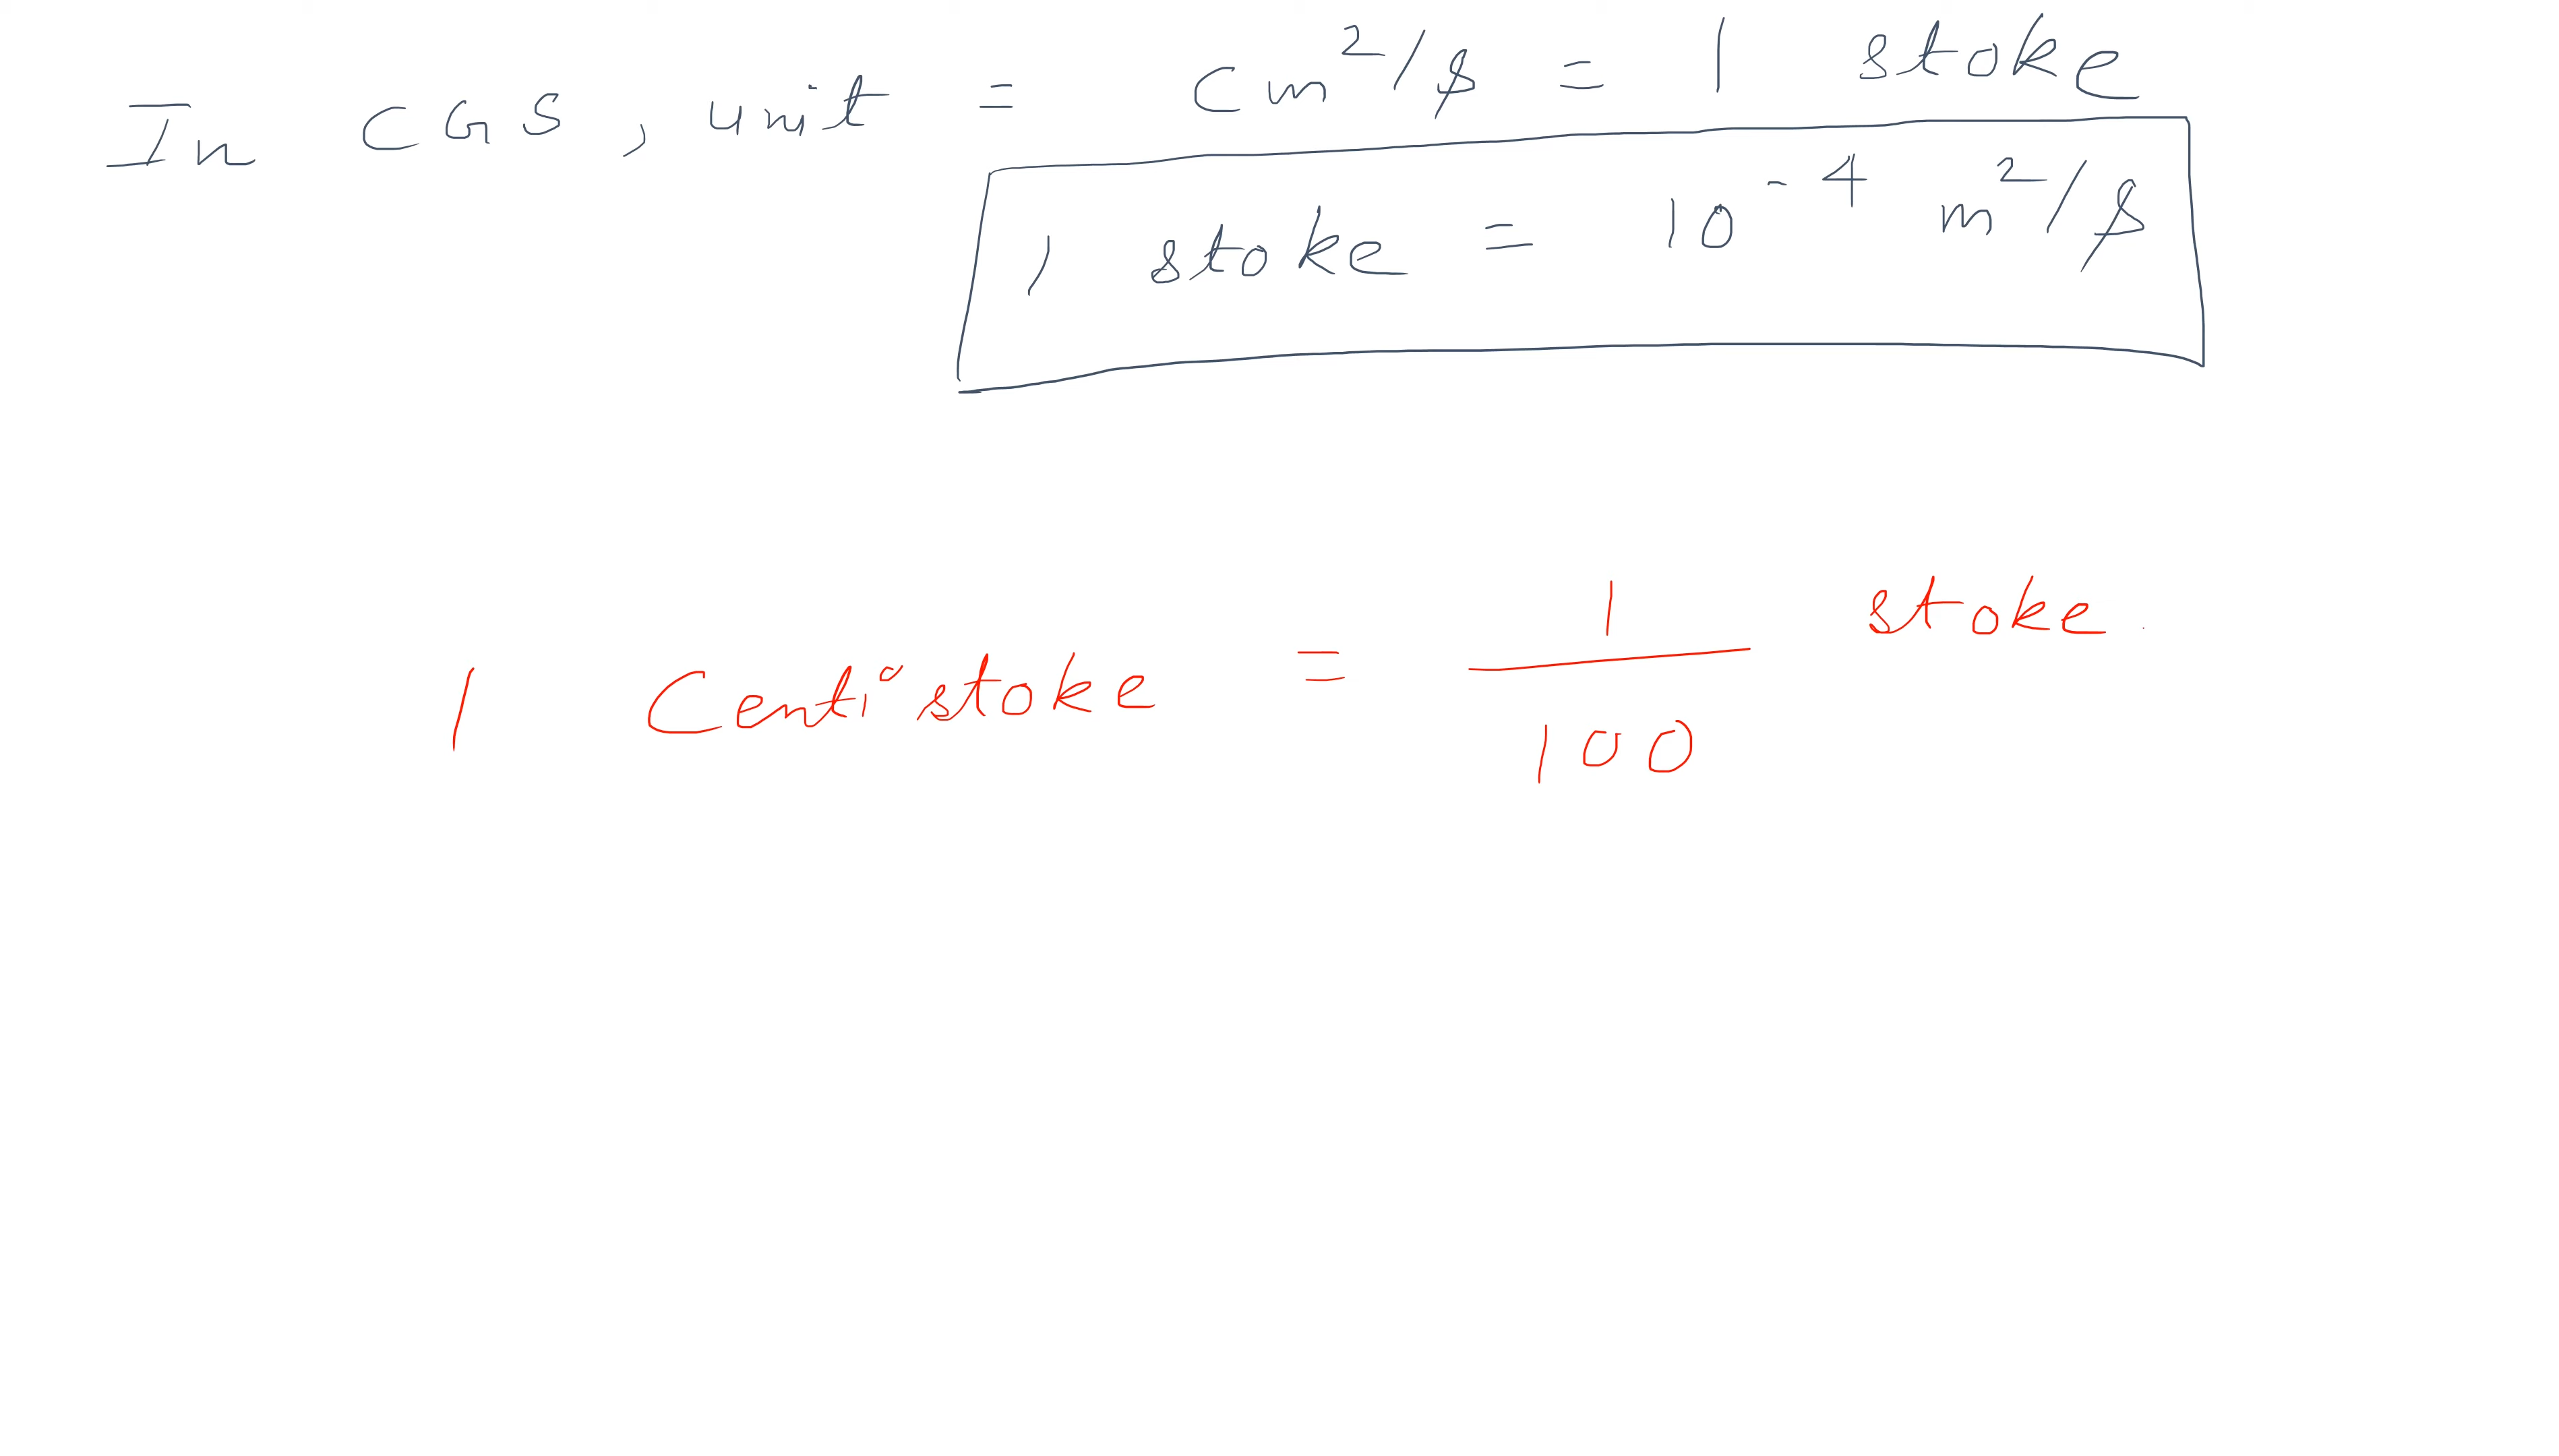 In CGS, unit = cm²/s = 1 stoke
1 stoke = 10⁻⁴ m²/s
1 Centistoke = 1/100 stoke